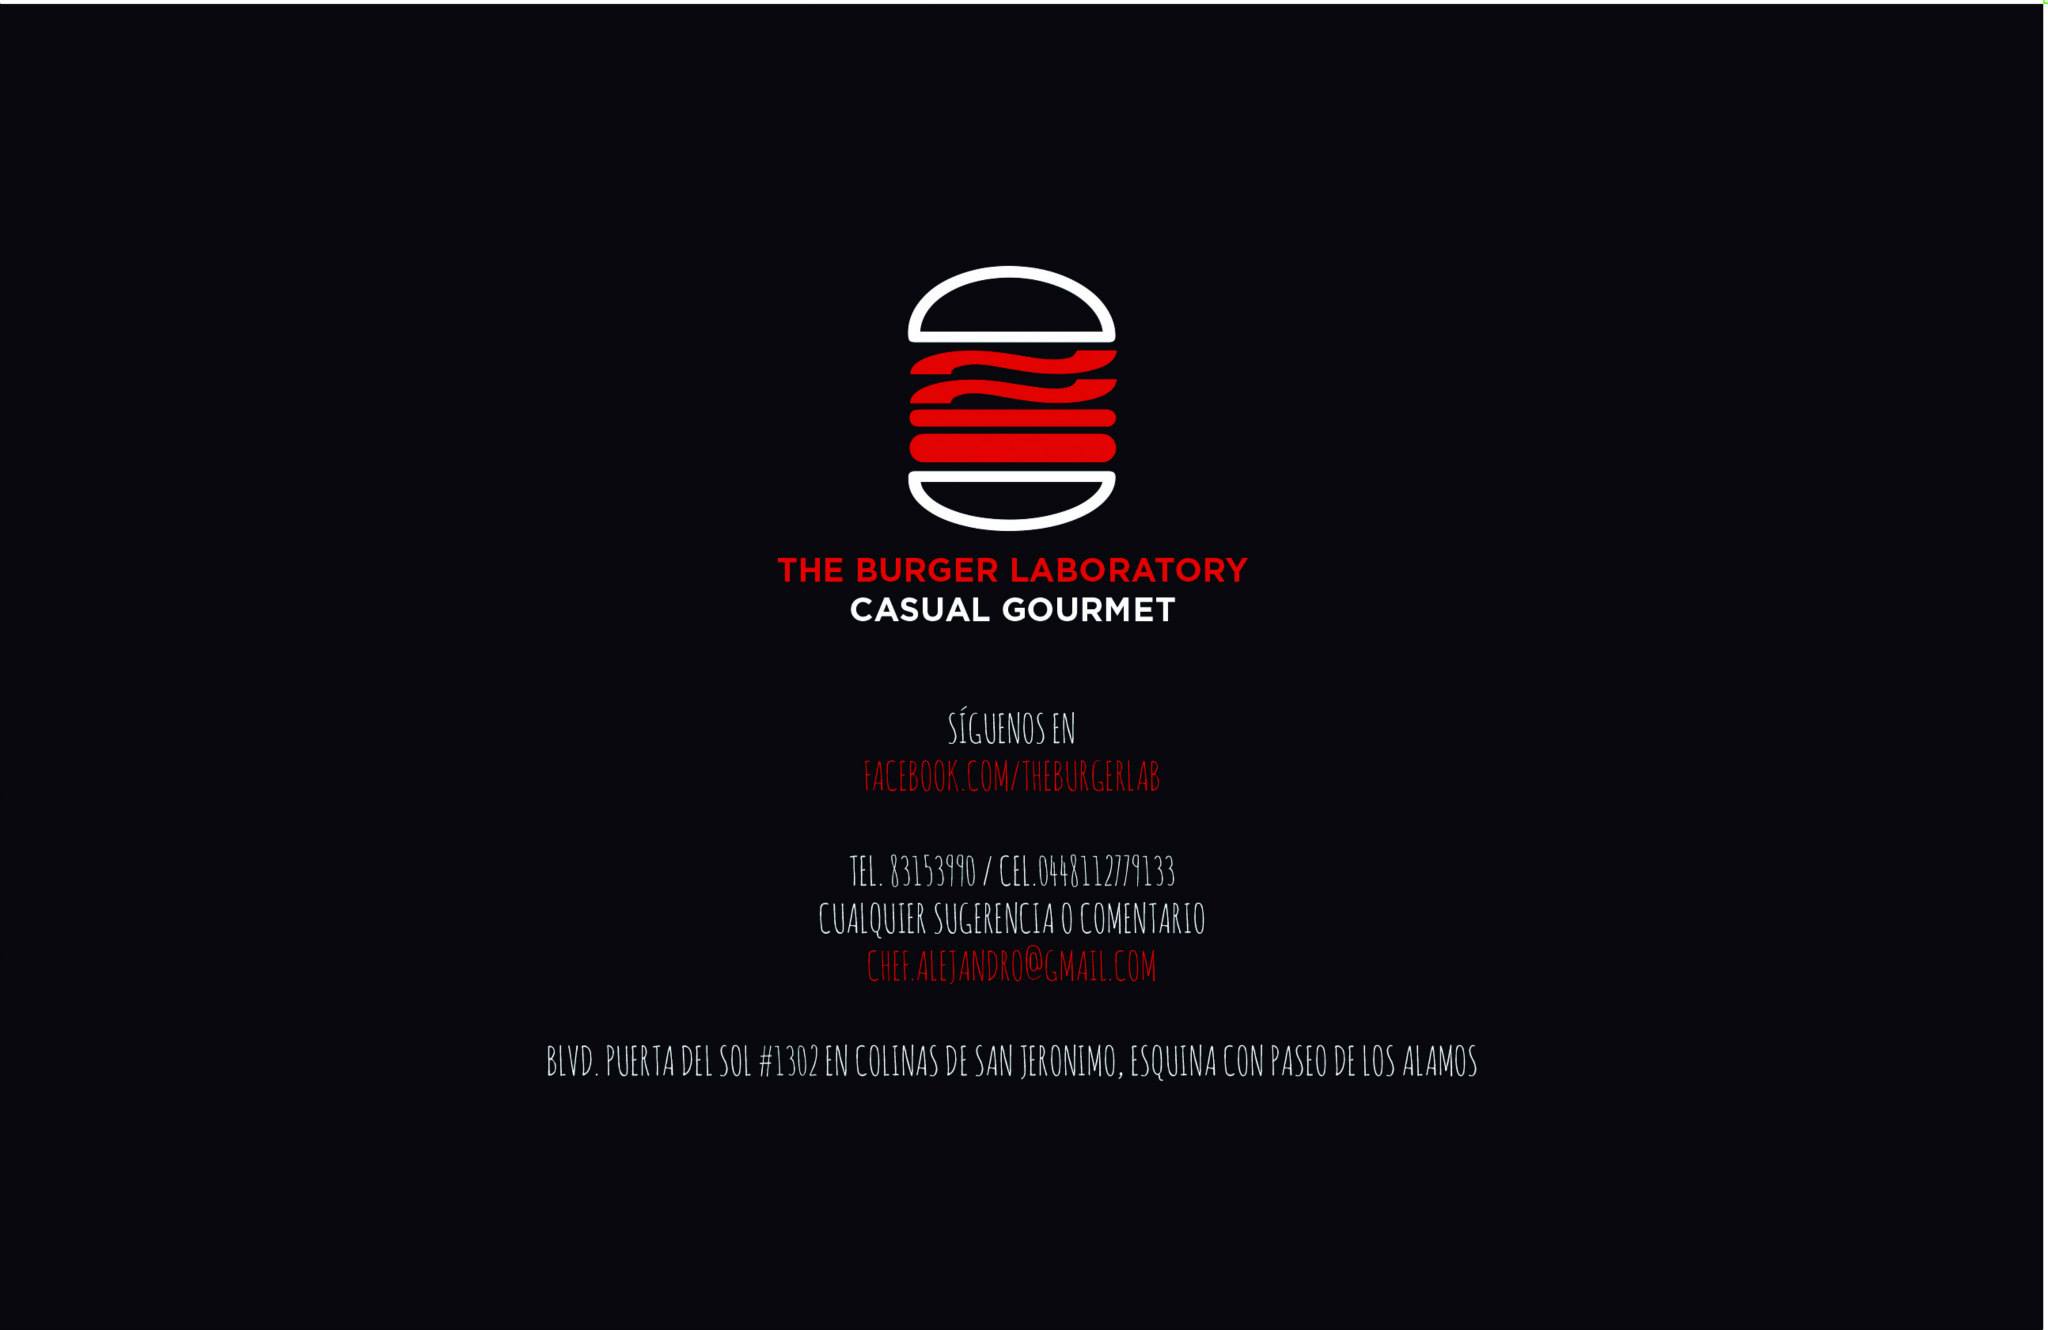 THE BURGER LABORATORY
CASUAL GOURMET
SÍGUENOS EN
FACEBOOK.COM/THEBURGERLAB
TEL. 83153990 / CEL.0448112779133
CUALQUIER SUGERENCIA O COMENTARIO
CHEF.ALEJANDRO@GMAIL.COM
BLVD. PUERTA DEL SOL #1302 EN COLINAS DE SAN JERONIMO, ESQUINA CON PASEO DE LOS ALAMOS